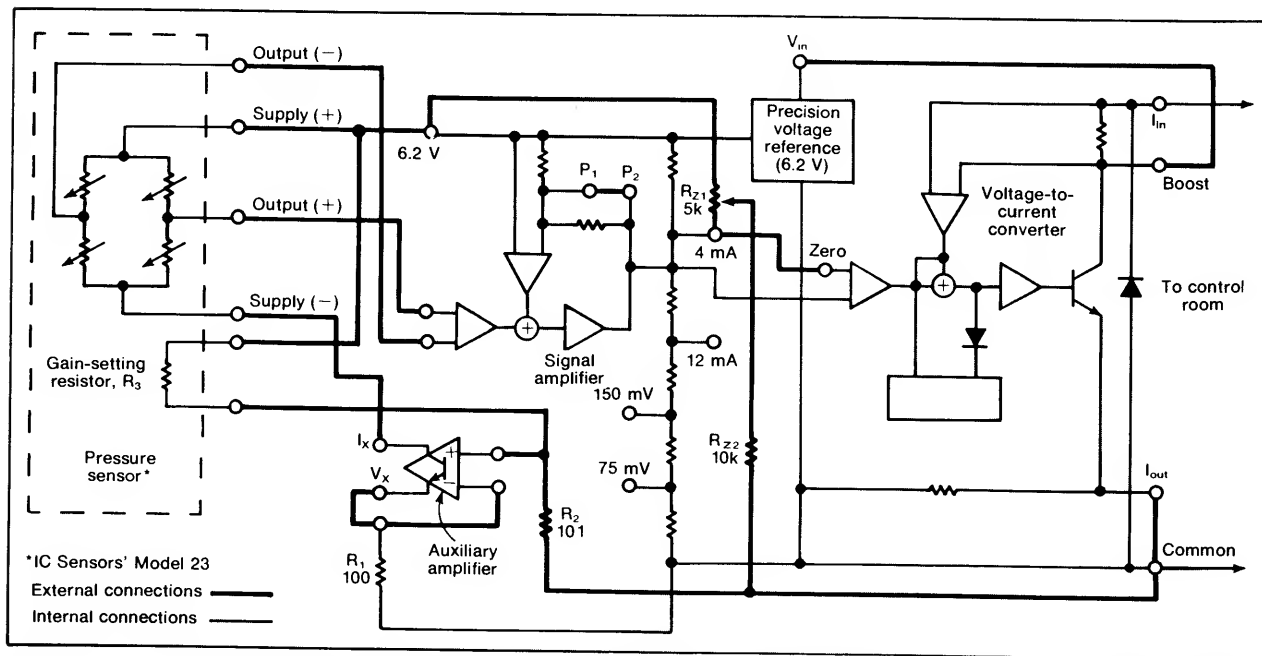 Output (−)
Supply (+)
6.2 V
Output (+)
Supply (−)
Gain-setting
resistor, R3
Pressure
sensor*
*IC Sensors' Model 23
External connections
Internal connections
P1
P2
+
Signal
amplifier
IX
VX
+
−
Auxiliary
amplifier
R1
100
R2
101
150 mV
75 mV
12 mA
4 mA
RZ1
5k
RZ2
10k
Vin
Precision
voltage
reference
(6.2 V)
Zero
+
Voltage-to-
current
converter
Iin
Boost
To control
room
Iout
Common